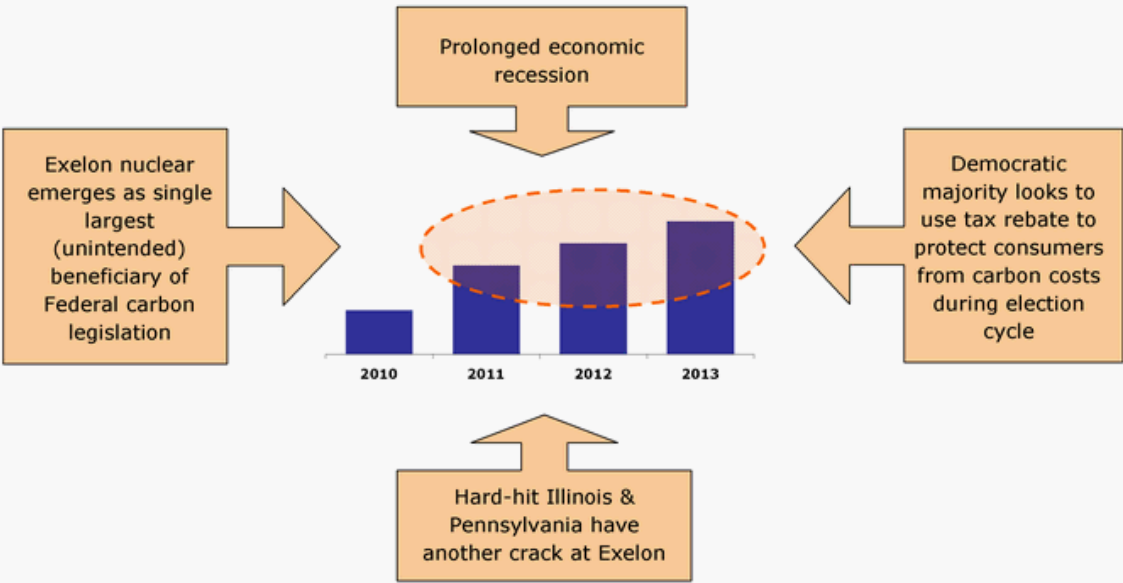 Prolonged economic
recession
Exelon nuclear
emerges as single
largest
(unintended)
beneficiary of
Federal carbon
legislation
Democratic
majority looks to
use tax rebate to
protect consumers
from carbon costs
during election
cycle
2010 2011 2012 2013
Hard-hit Illinois &
Pennsylvania have
another crack at Exelon